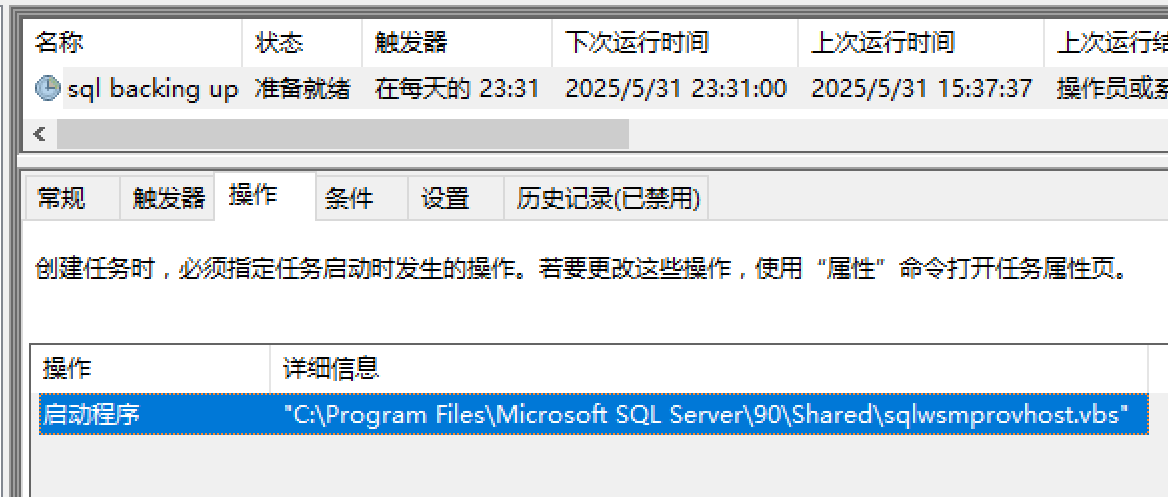 名称 状态 触发器 下次运行时间 上次运行时间 上次运行结
sql backing up 准备就绪 在每天的 23:31 2025/5/31 23:31:00 2025/5/31 15:37:37 操作员或系
常规 触发器 操作 条件 设置 历史记录(已禁用)
创建任务时，必须指定任务启动时发生的操作。若要更改这些操作，使用“属性”命令打开任务属性页。
操作 详细信息
启动程序 "C:\Program Files\Microsoft SQL Server\90\Shared\sqlwsmprovhost.vbs"